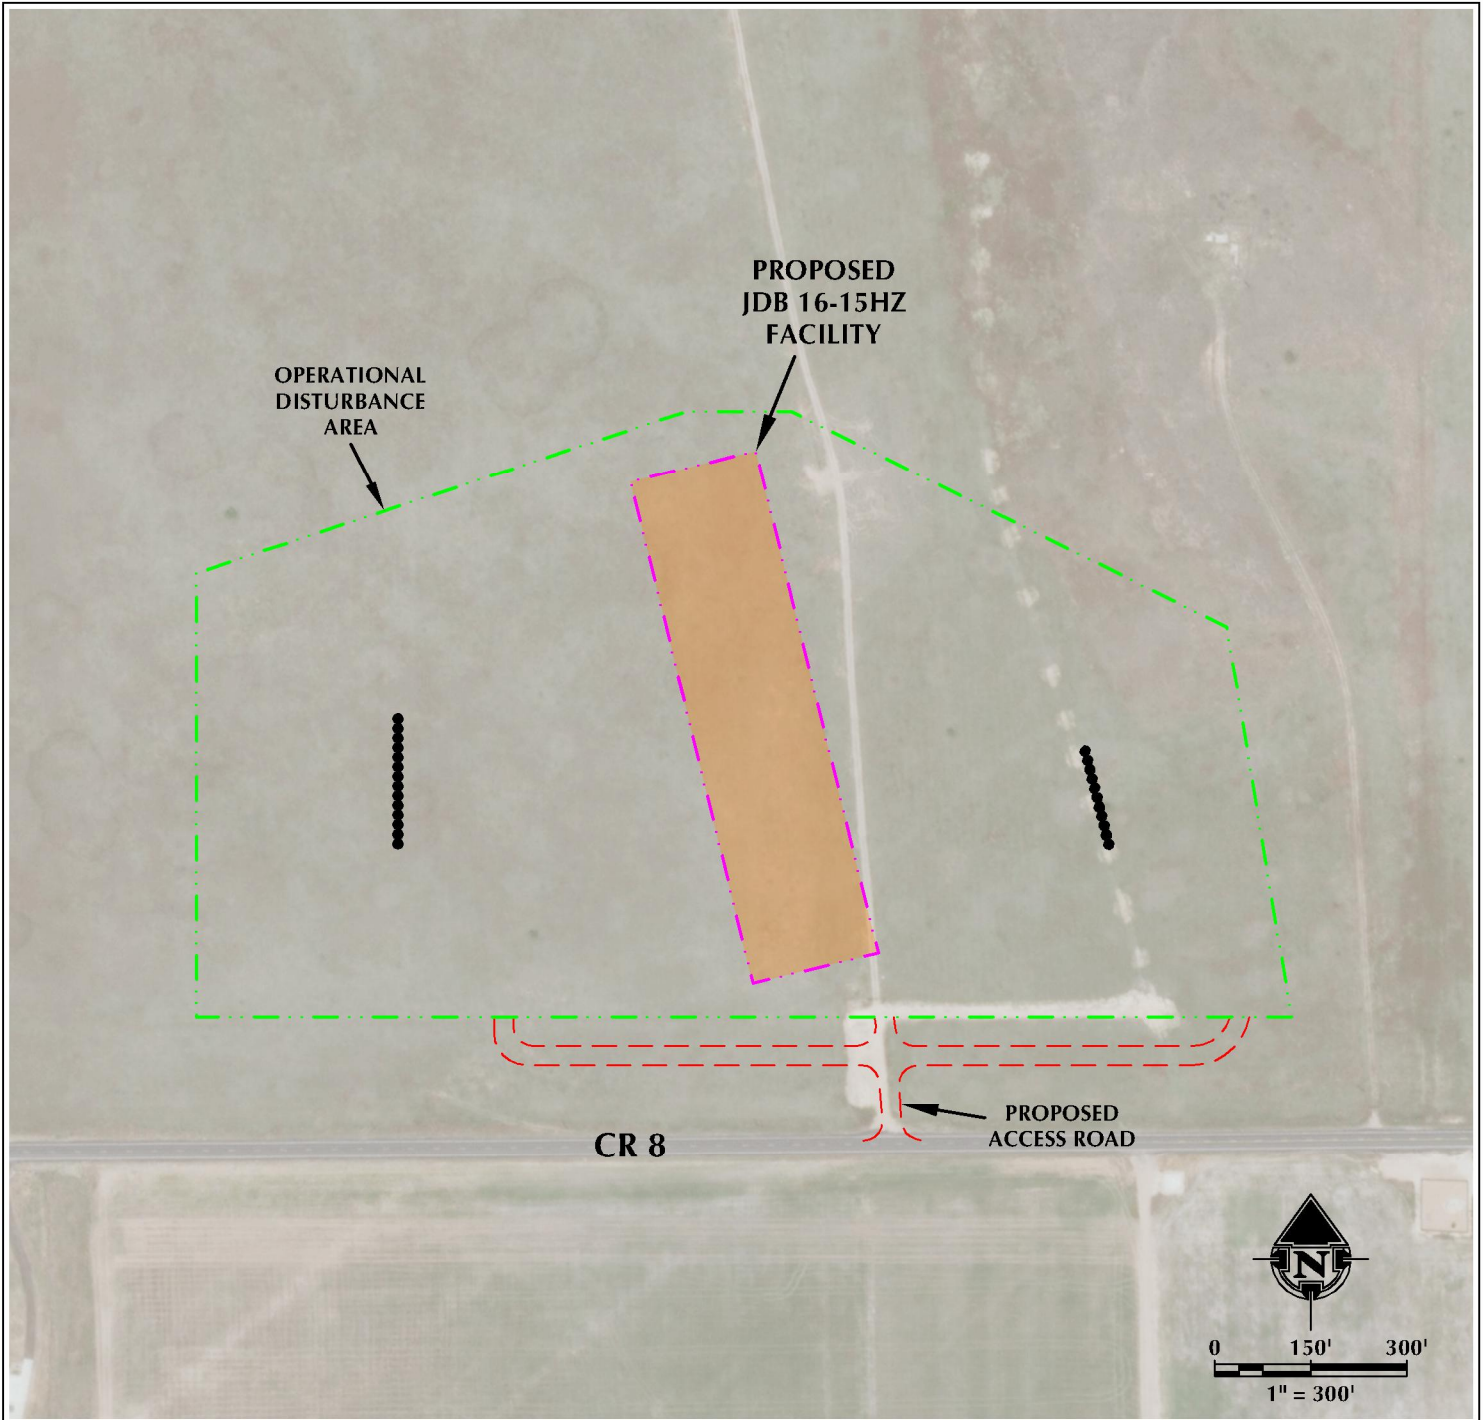 PROPOSED
JDB 16-15HZ
FACILITY
OPERATIONAL
DISTURBANCE
AREA
PROPOSED
ACCESS ROAD
CR 8
N
0 150' 300'
1" = 300'